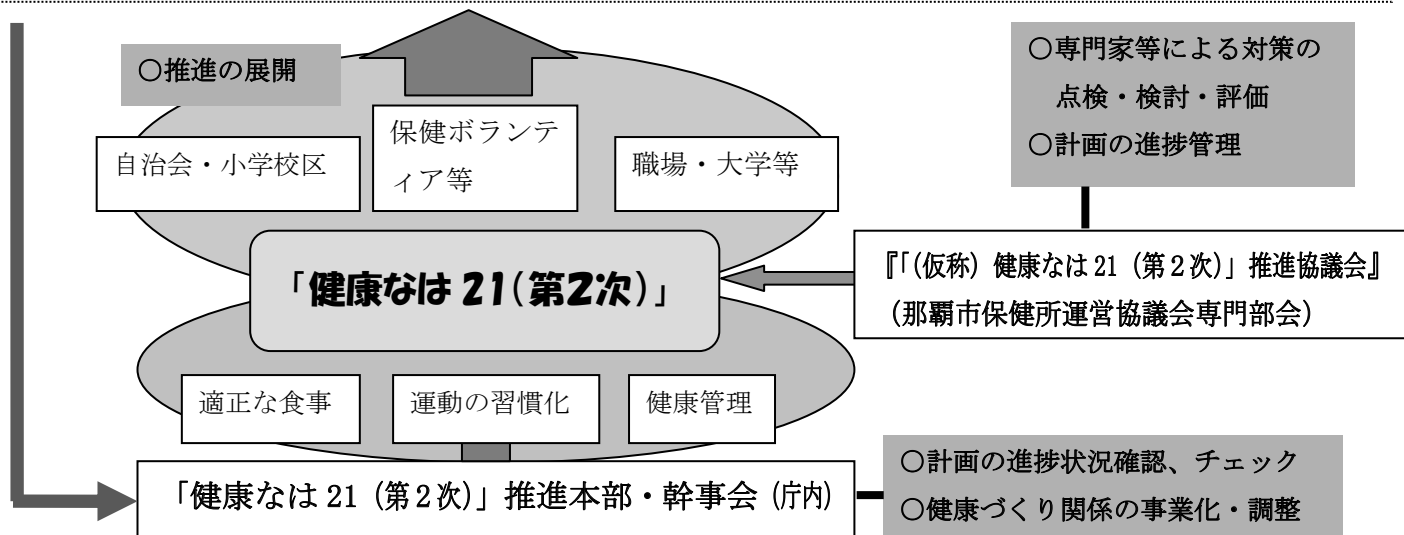 ○推進の展開
○専門家等による対策の
点検・検討・評価
○計画の進捗管理
自治会・小学校区
保健ボランテ
ィア等
職場・大学等
「健康なは 21(第2次)」
『「(仮称) 健康なは 21 (第2次)」推進協議会』
(那覇市保健所運営協議会専門部会)
適正な食事
運動の習慣化
健康管理
「健康なは 21 (第2次)」推進本部・幹事会 (庁内)
○計画の進捗状況確認、チェック
○健康づくり関係の事業化・調整